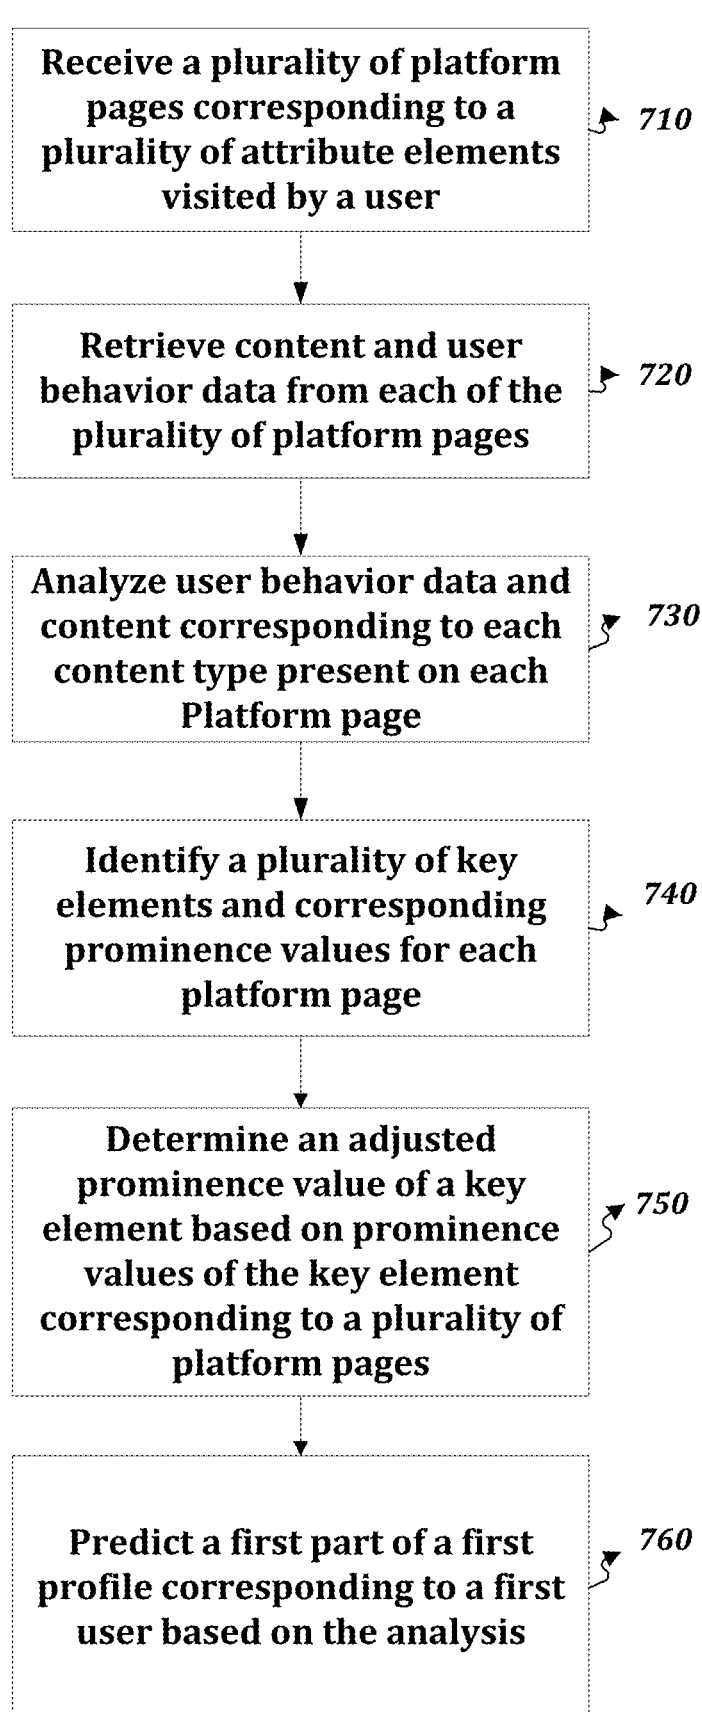 Receive a plurality of platform
pages corresponding to a
plurality of attribute elements
visited by a user
710
Retrieve content and user
behavior data from each of the
plurality of platform pages
720
Analyze user behavior data and
content corresponding to each
content type present on each
Platform page
730
Identify a plurality of key
elements and corresponding
prominence values for each
platform page
740
Determine an adjusted
prominence value of a key
element based on prominence
values of the key element
corresponding to a plurality of
platform pages
750
Predict a first part of a first
profile corresponding to a first
user based on the analysis
760